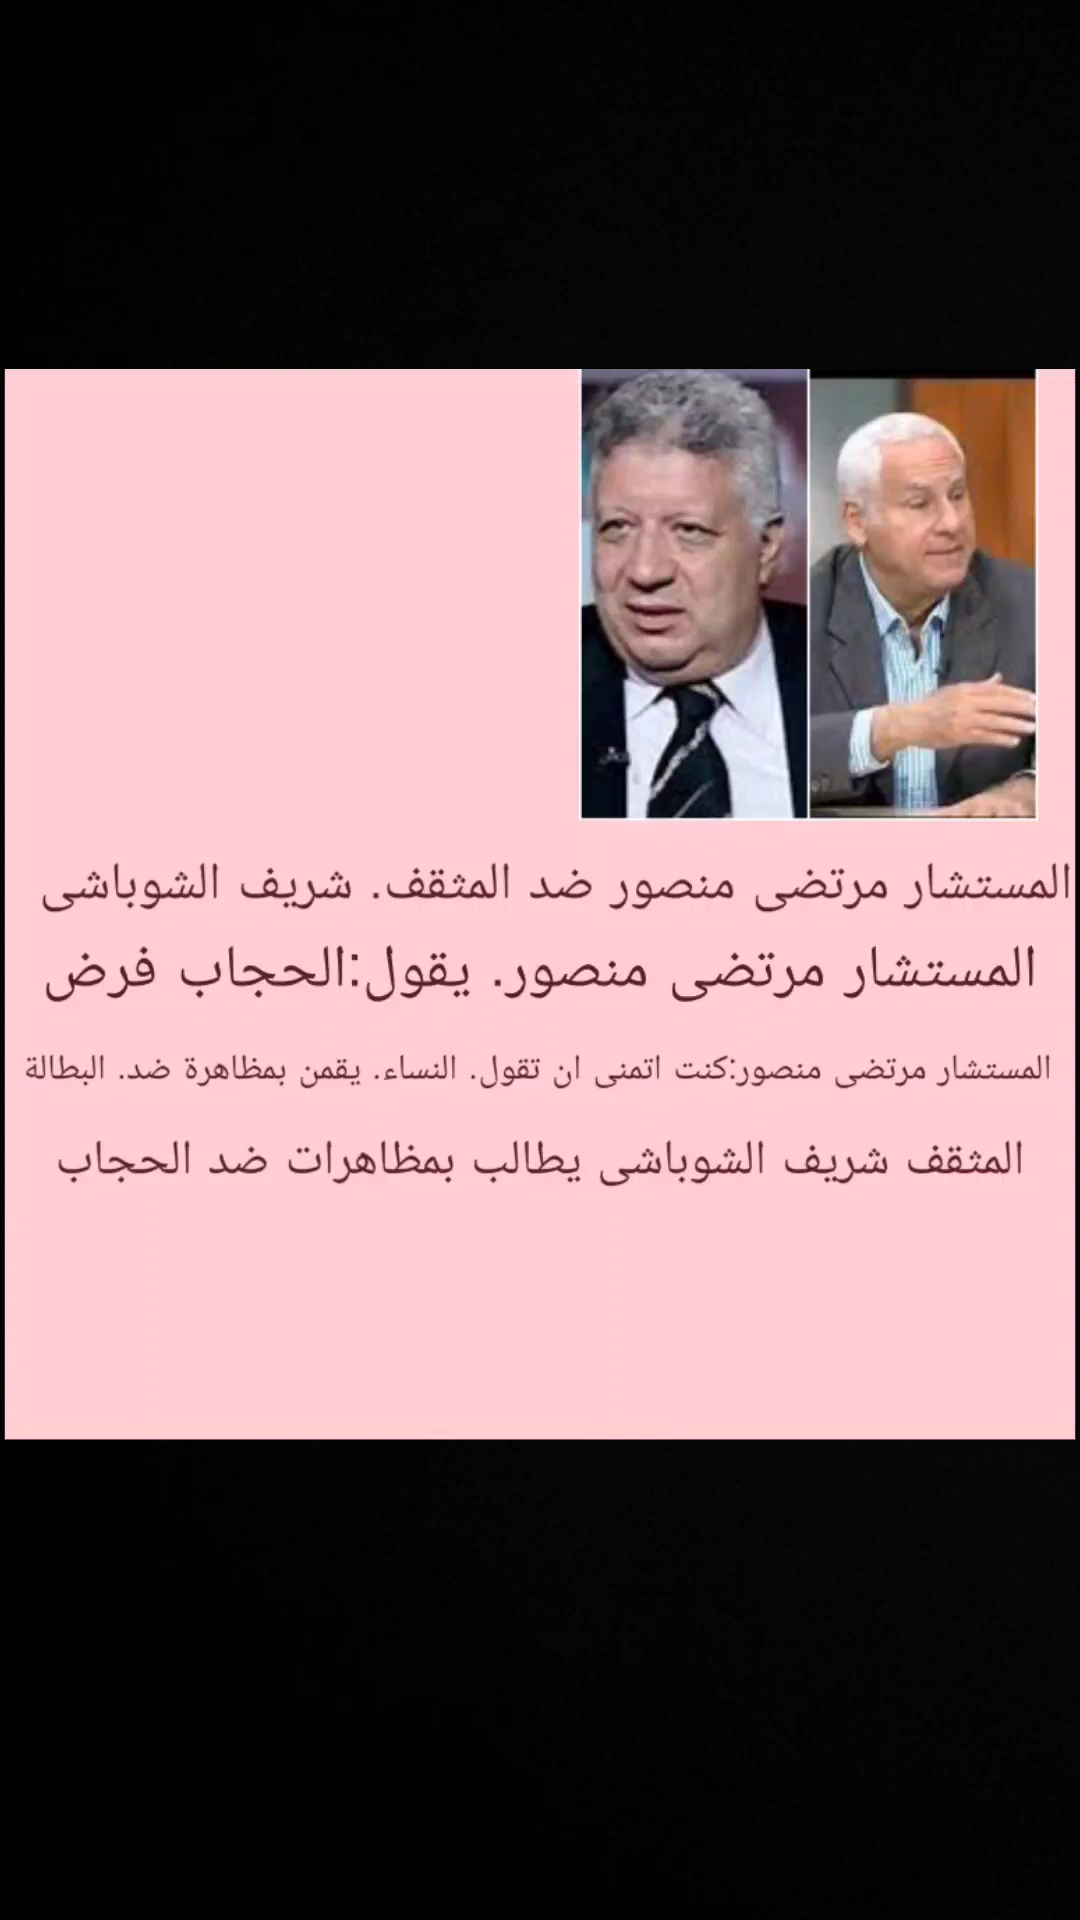 المستشار مرتضى منصور ضد المثقف. شريف الشوباشى
المستشار مرتضى منصور. يقول:الحجاب فرض
المستشار مرتضى منصور:كنت اتمنى ان تقول. النساء. يقمن بمظاهرة ضد. البطالة
المثقف شريف الشوباشى يطالب بمظاهرات ضد الحجاب